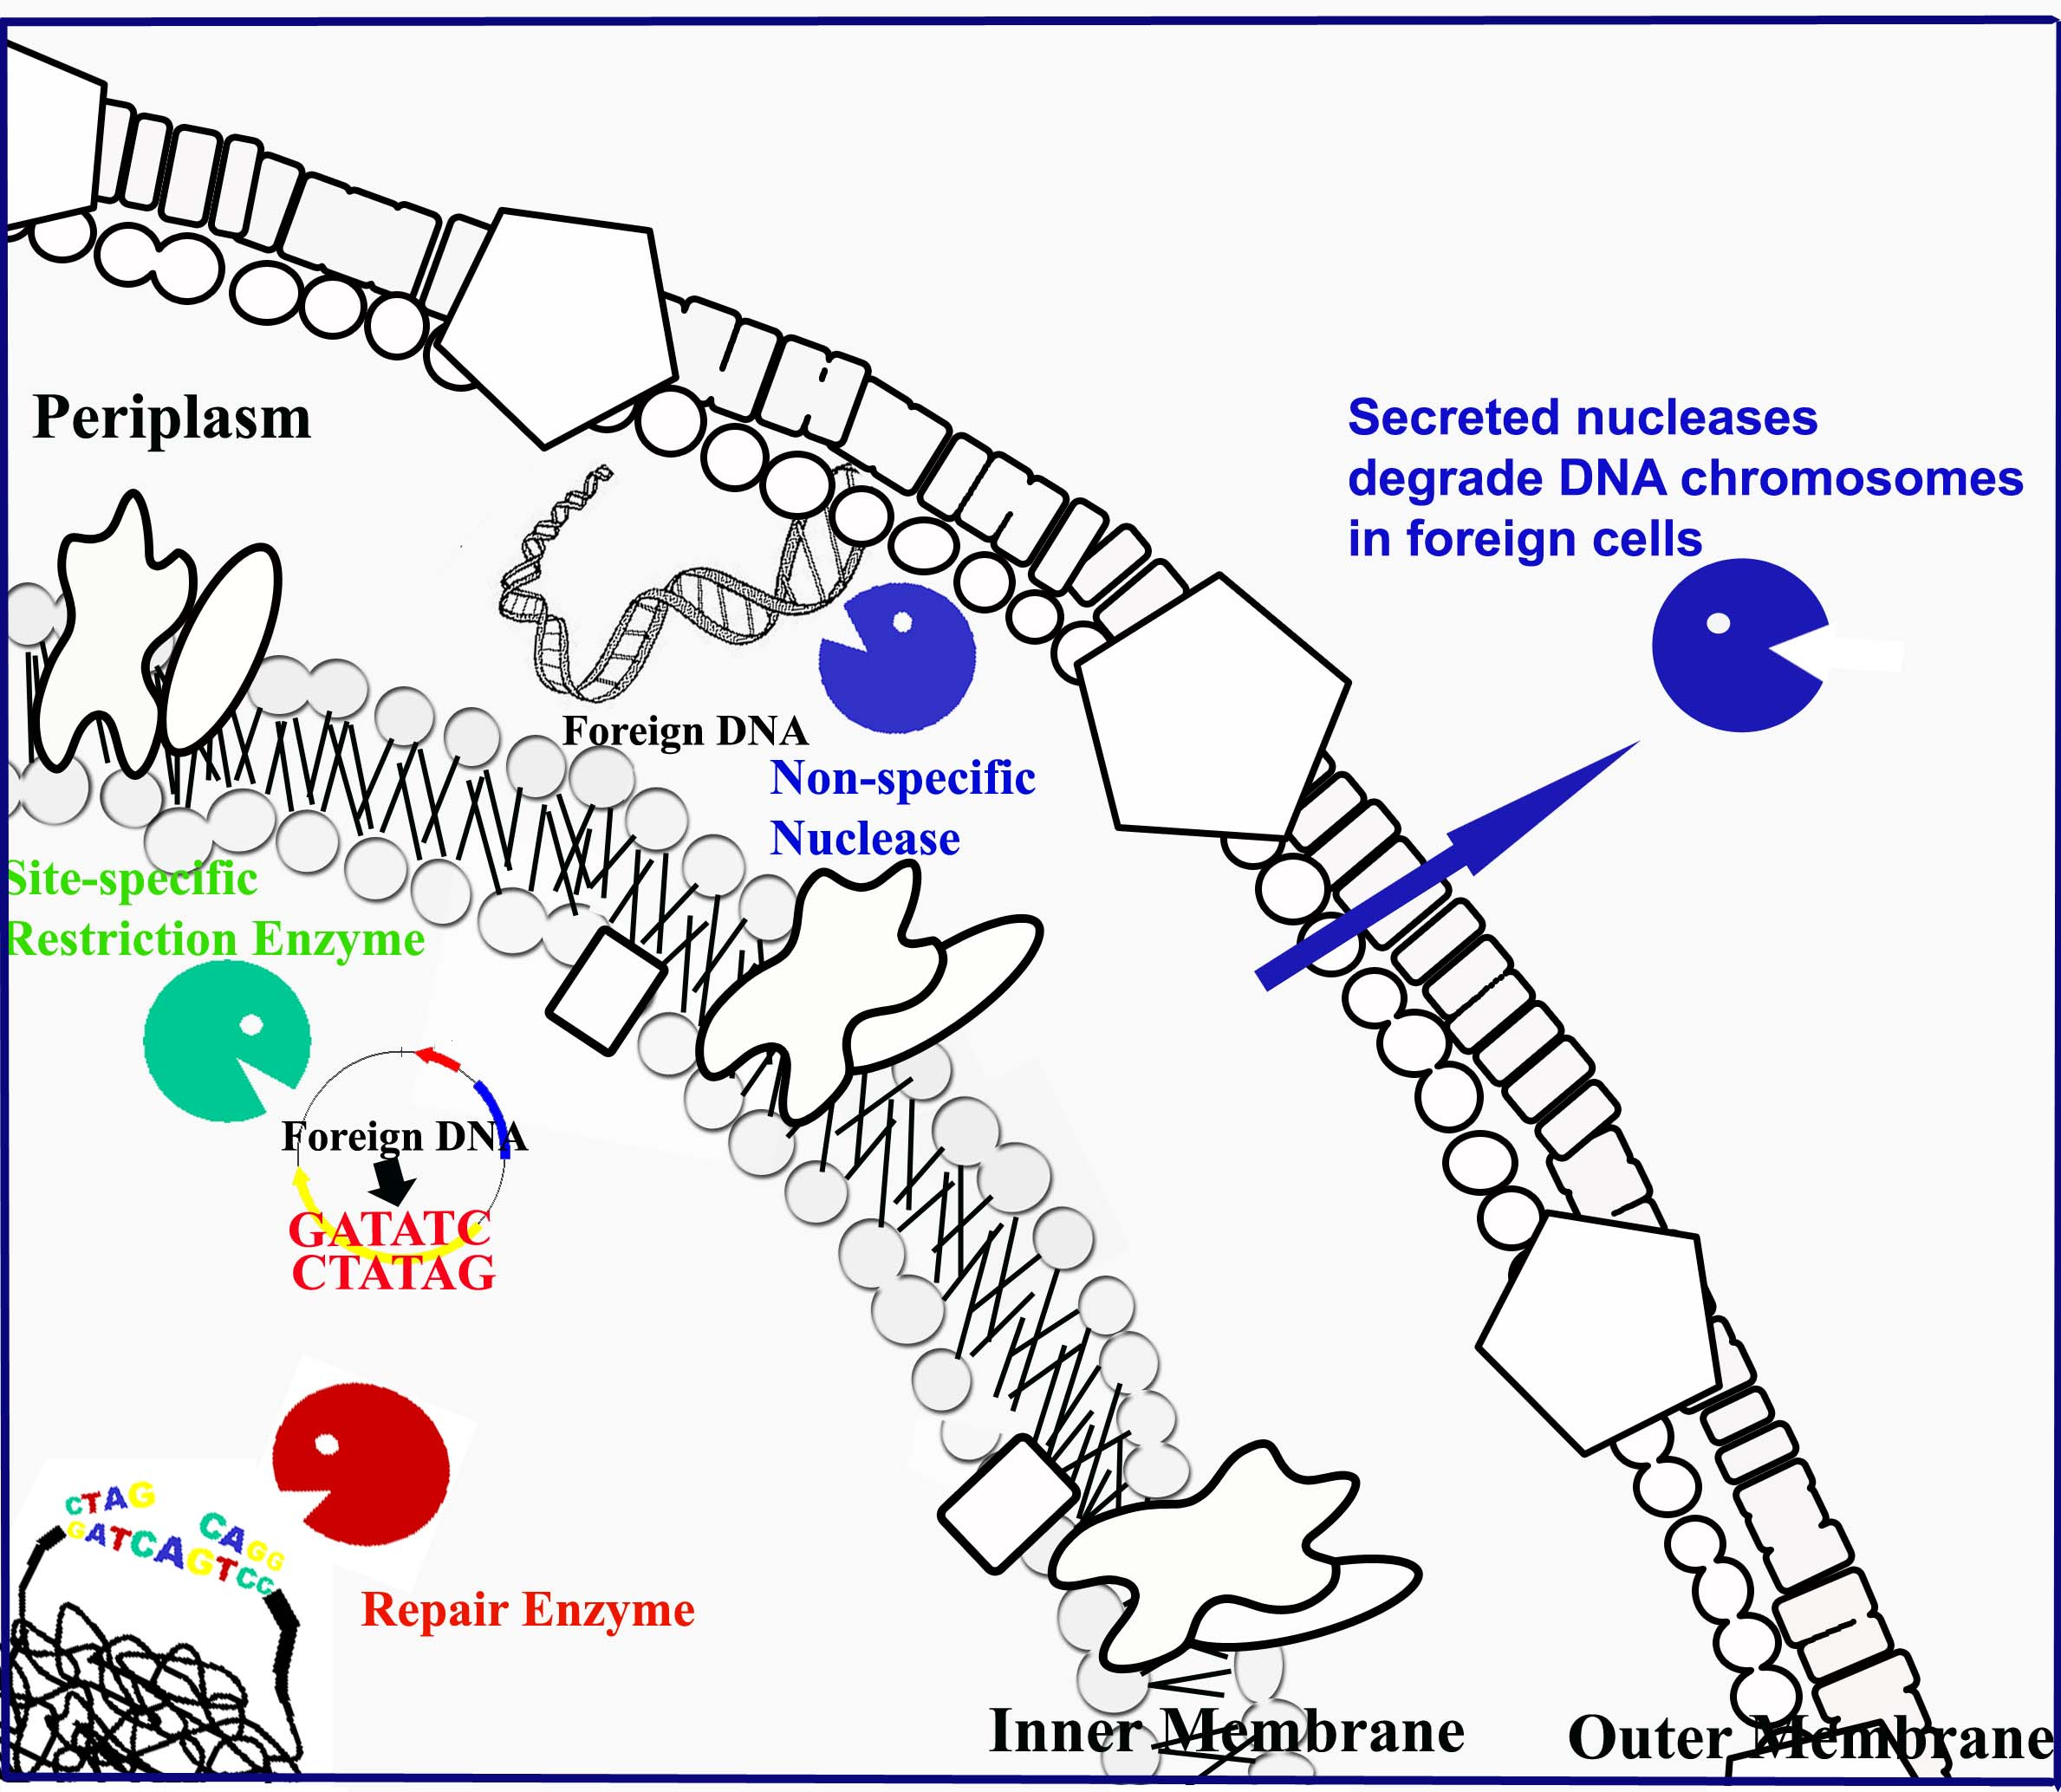 Periplasm
Secreted nucleases
degrade DNA chromosomes
in foreign cells
Foreign DNA
Non-specific
Nuclease
Site-specific
Restriction Enzyme
Foreign DNA
GATATC
CTATAG
CTAG
CAGG
GATCAGTCC
Repair Enzyme
Inner Membrane
Outer Membrane